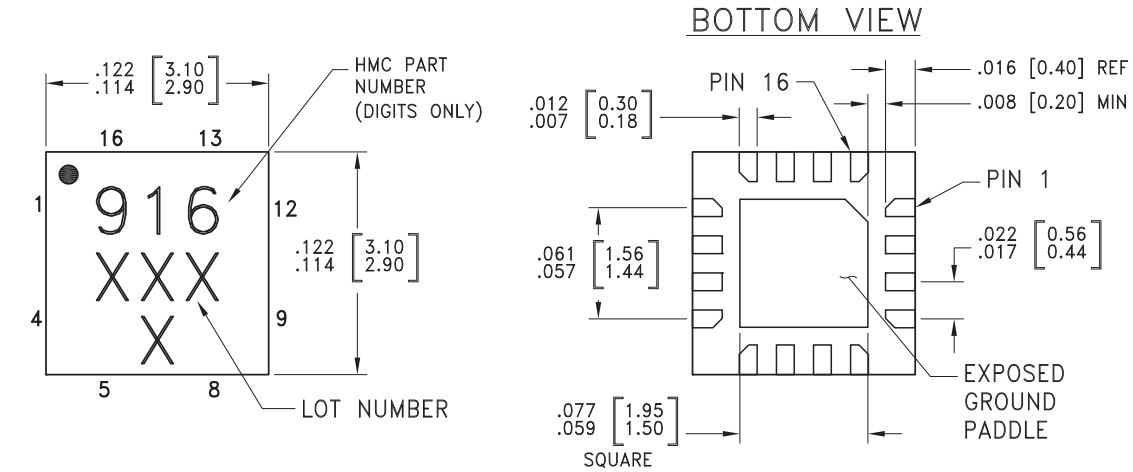 BOTTOM VIEW
.122 [3.10]
.114 [2.90]
HMC PART
NUMBER
(DIGITS ONLY)
16 13
1 12
916
XXX
X
4 9
5 8
.122 [3.10]
.114 [2.90]
LOT NUMBER
PIN 16
.016 [0.40] REF
.008 [0.20] MIN
.012 [0.30]
.007 [0.18]
PIN 1
.061 [1.56]
.057 [1.44]
.022 [0.56]
.017 [0.44]
EXPOSED
GROUND
PADDLE
.077 [1.95]
.059 [1.50]
SQUARE